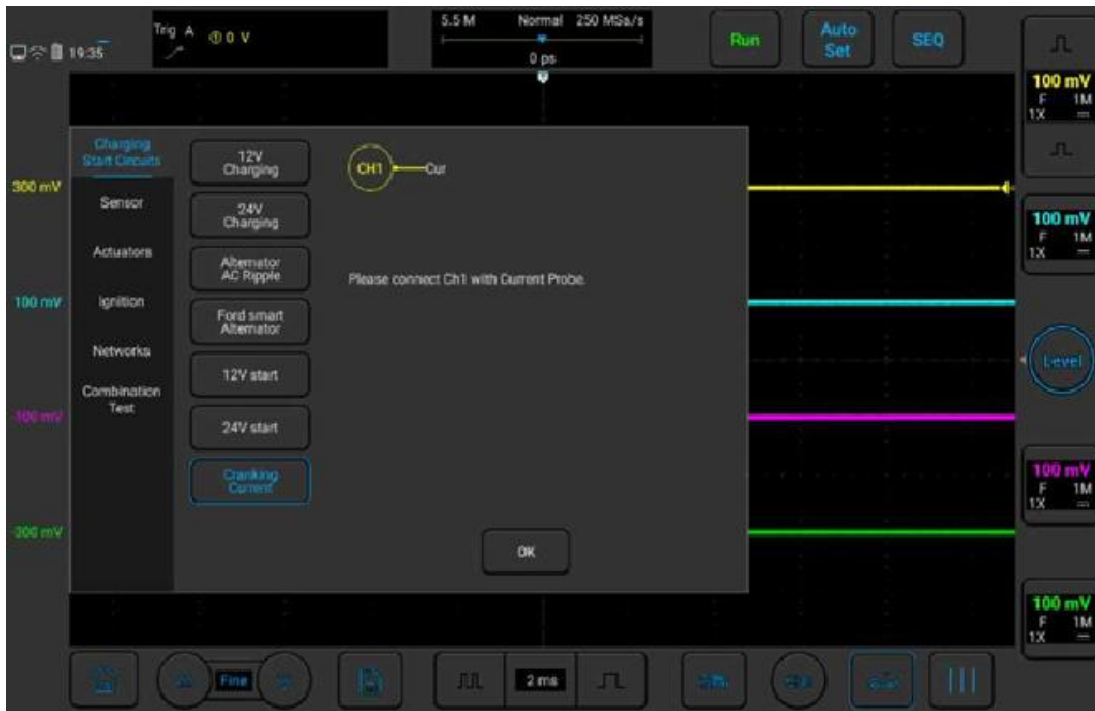 19:35
Trig A ① 0 V
5.5 M Normal 250 MSa/s
0 ps
Run
Auto
Set
SEQ
100 mV
F 1M
1X
300 mV
100 mV
-100 mV
-300 mV
Charging
Start Circuits
Sensor
Actuators
Ignition
Networks
Combination
Test
12V
Charging
24V
Charging
Alternator
AC Ripple
Ford smart
Alternator
12V start
24V start
Cranking
Current
CH1 Cur
Please connect Ch1 with Current Probe.
OK
100 mV
F 1M
1X
Level
100 mV
F 1M
1X
100 mV
F 1M
1X
Fine
2 ms